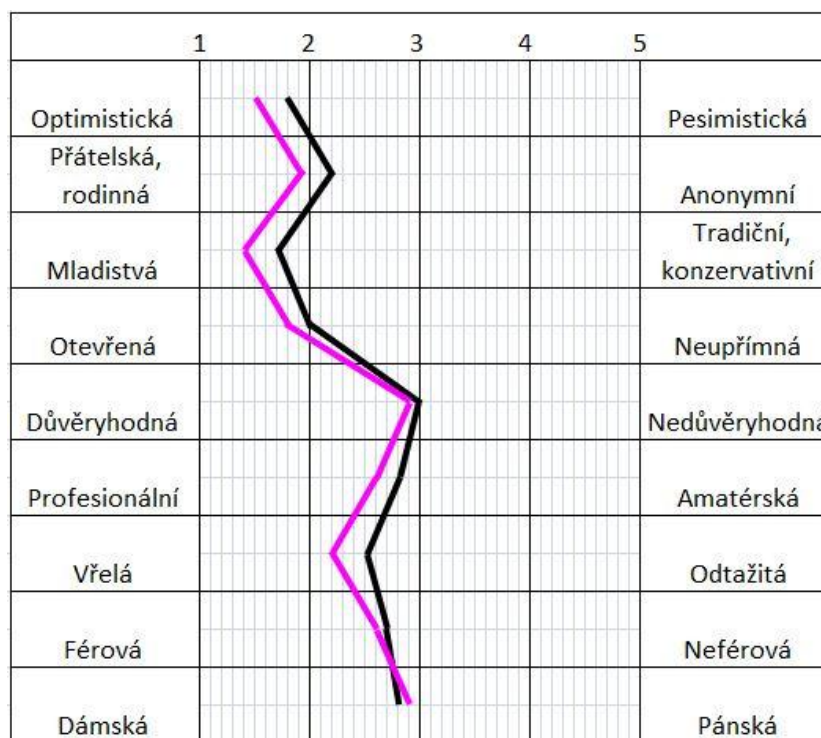 1 2 3 4 5
Optimistická Pesimistická
Přátelská,
rodinná Anonymní
Tradiční,
Mladistvá konzervativní
Otevřená Neupřímná
Důvěryhodná Nedůvěryhodná
Profesionální Amatérská
Vřelá Odtažitá
Férová Neférová
Dámská Pánská